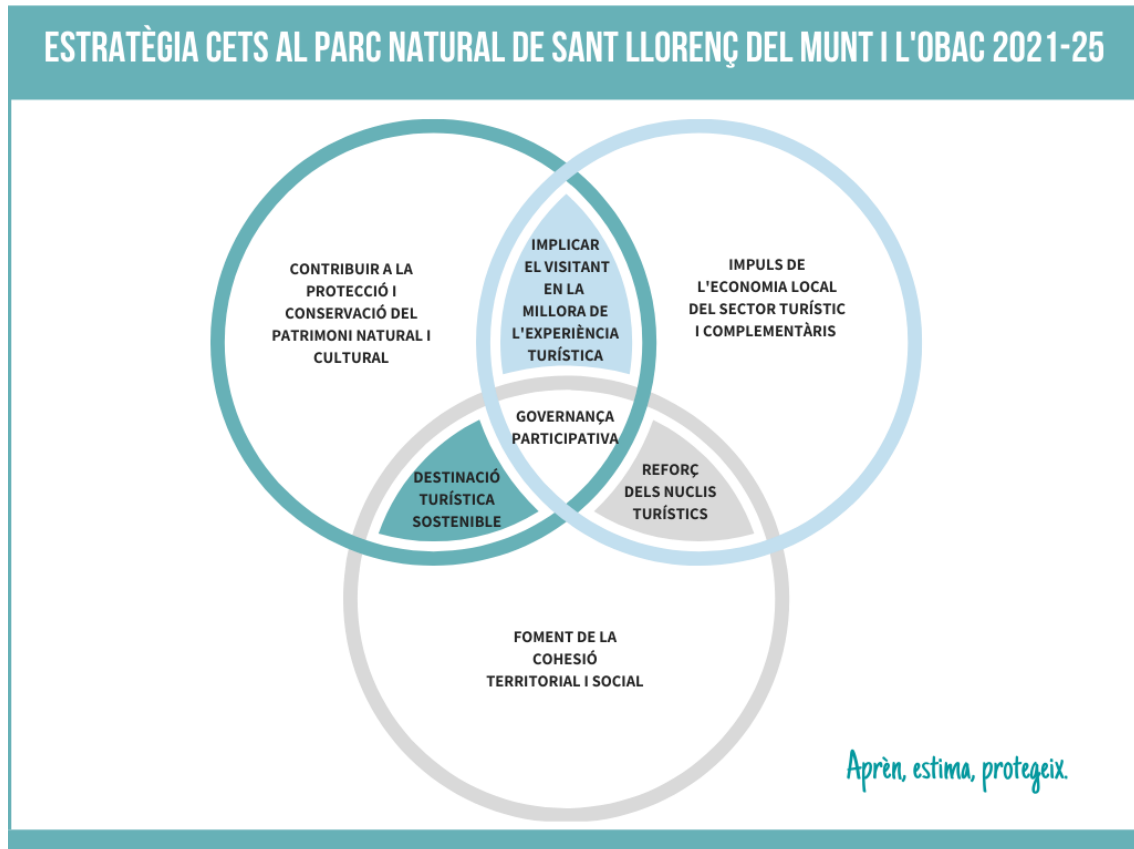 ESTRATÈGIA CETS AL PARC NATURAL DE SANT LLORENÇ DEL MUNT I L'OBAC 2021-25
CONTRIBUIR A LA
PROTECCIÓ I
CONSERVACIÓ DEL
PATRIMONI NATURAL I
CULTURAL
IMPLICAR
EL VISITANT
EN LA
MILLORA DE
L'EXPERIÈNCIA
TURÍSTICA
IMPULS DE
L'ECONOMIA LOCAL
DEL SECTOR TURÍSTIC
I COMPLEMENTÀRIS
GOVERNANÇA
PARTICIPATIVA
DESTINACIÓ
TURÍSTICA
SOSTENIBLE
REFORÇ
DELS NUCLIS
TURÍSTICS
FOMENT DE LA
COHESIÓ
TERRITORIAL I SOCIAL
Aprèn, estima, protegeix.